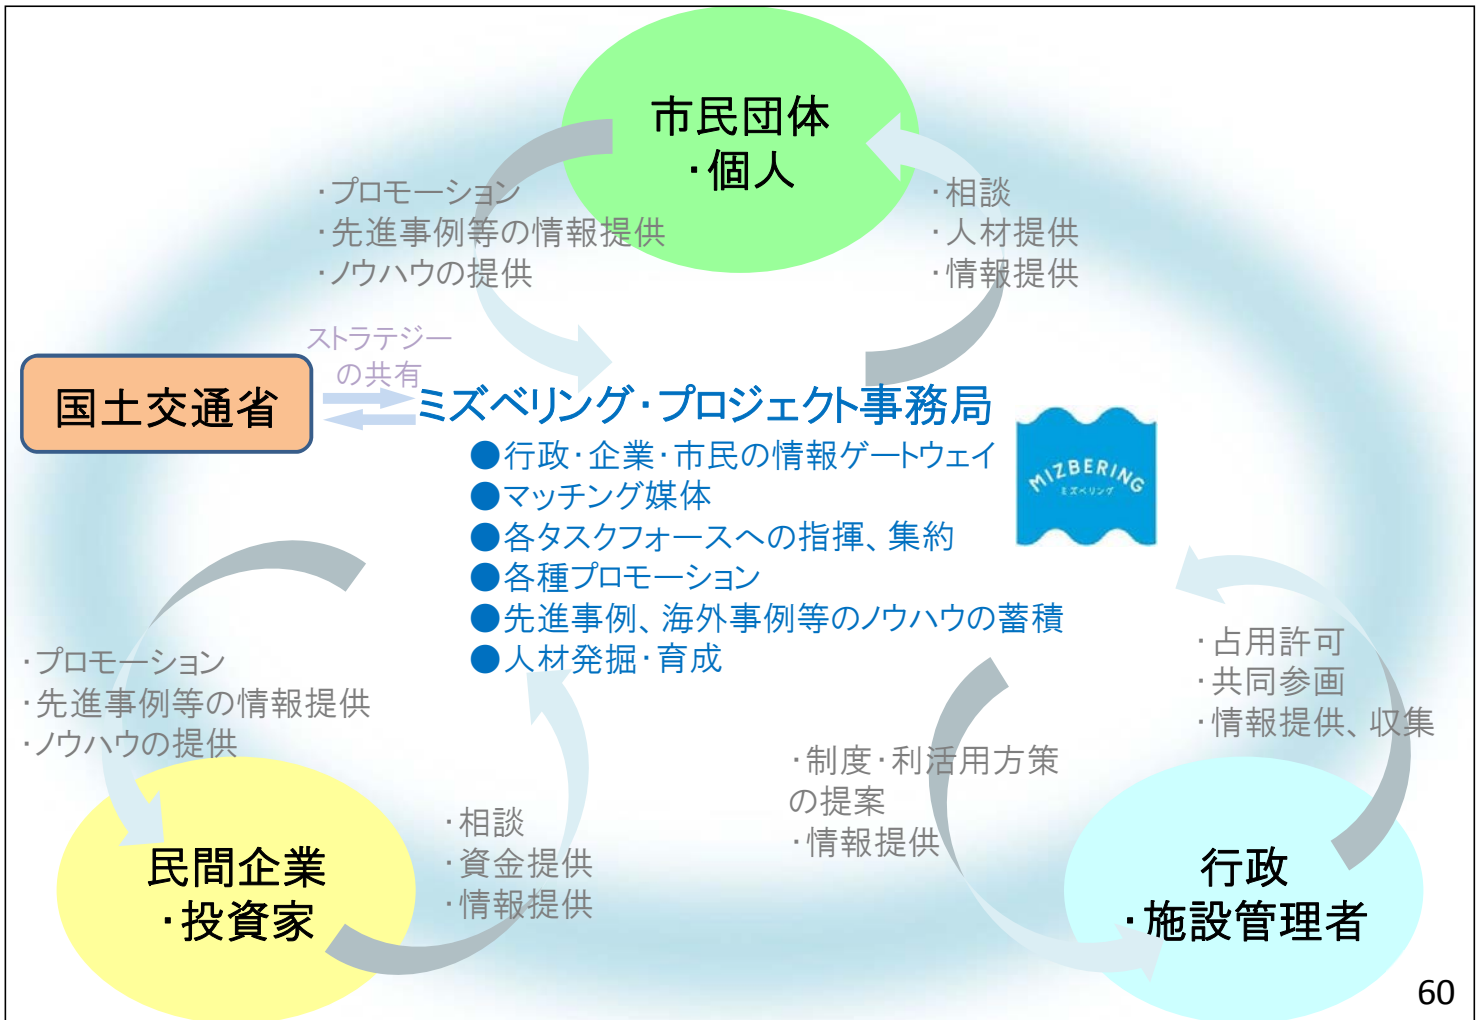 市民団体
・個人
・プロモーション
・先進事例等の情報提供
・ノウハウの提供
・相談
・人材提供
・情報提供
ストラテジー
の共有
国土交通省
ミズベリング・プロジェクト事務局
●行政・企業・市民の情報ゲートウェイ
●マッチング媒体
●各タスクフォースへの指揮、集約
●各種プロモーション
●先進事例、海外事例等のノウハウの蓄積
●人材発掘・育成
MIZBERING
ミズベリング
・プロモーション
・先進事例等の情報提供
・ノウハウの提供
・相談
・資金提供
・情報提供
民間企業
・投資家
・制度・利活用方策
の提案
・情報提供
・占用許可
・共同参画
・情報提供、収集
行政
・施設管理者
60